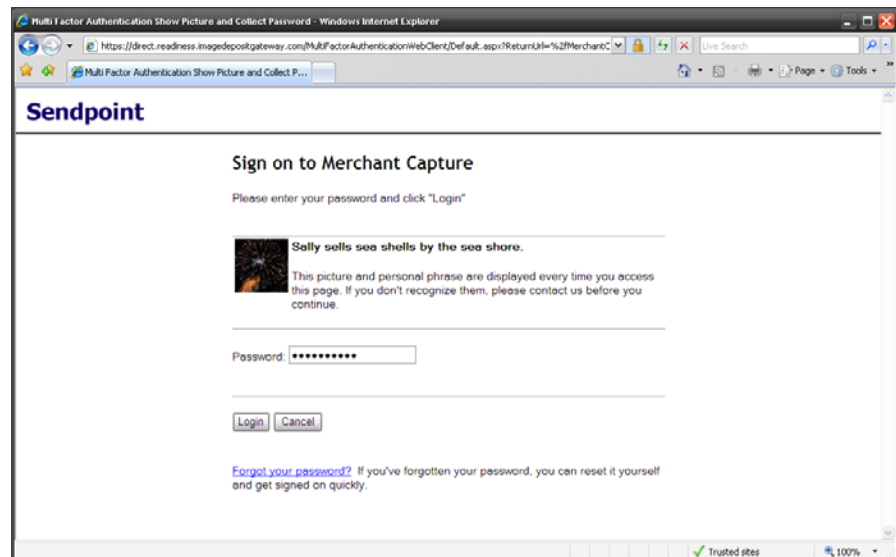 Multi Factor Authentication Show Picture and Collect Password - Windows Internet Explorer
https://direct.readiness.imagedepositgateway.com/MultiFactorAuthenticationWebClient/Default.aspx?ReturnUrl=%2fMerchantC
Live Search
Multi Factor Authentication Show Picture and Collect P...
Page
Tools
Sendpoint
Sign on to Merchant Capture
Please enter your password and click "Login"
Sally sells sea shells by the sea shore.
This picture and personal phrase are displayed every time you access
this page. If you don't recognize them, please contact us before you
continue.
Password: ••••••••••
Login Cancel
Forgot your password? If you've forgotten your password, you can reset it yourself
and get signed on quickly.
Trusted sites 100%